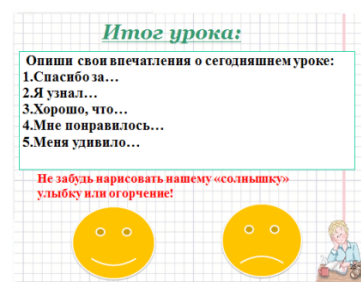 Итог урока:
Опиши свои впечатления о сегодняшнем уроке:
1.Спасибо за…
2.Я узнал…
3.Хорошо, что…
4.Мне понравилось…
5.Меня удивило…
Не забудь нарисовать нашему «солнышку»
улыбку или огорчение!